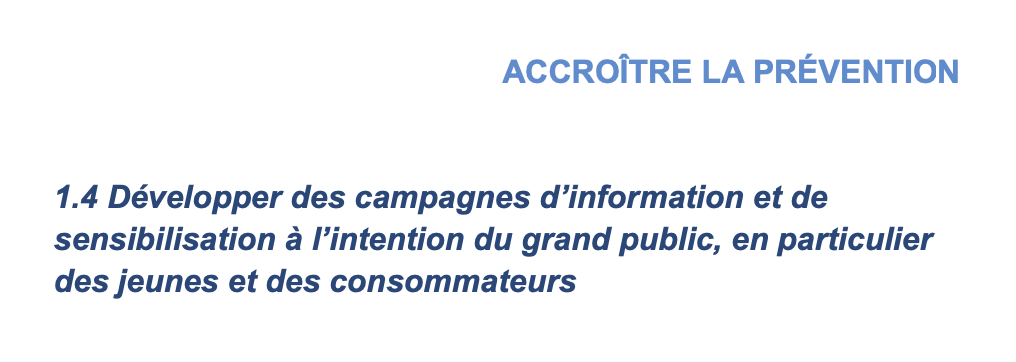 ACCROÎTRE LA PRÉVENTION
1.4 Développer des campagnes d’information et de
sensibilisation à l’intention du grand public, en particulier
des jeunes et des consommateurs